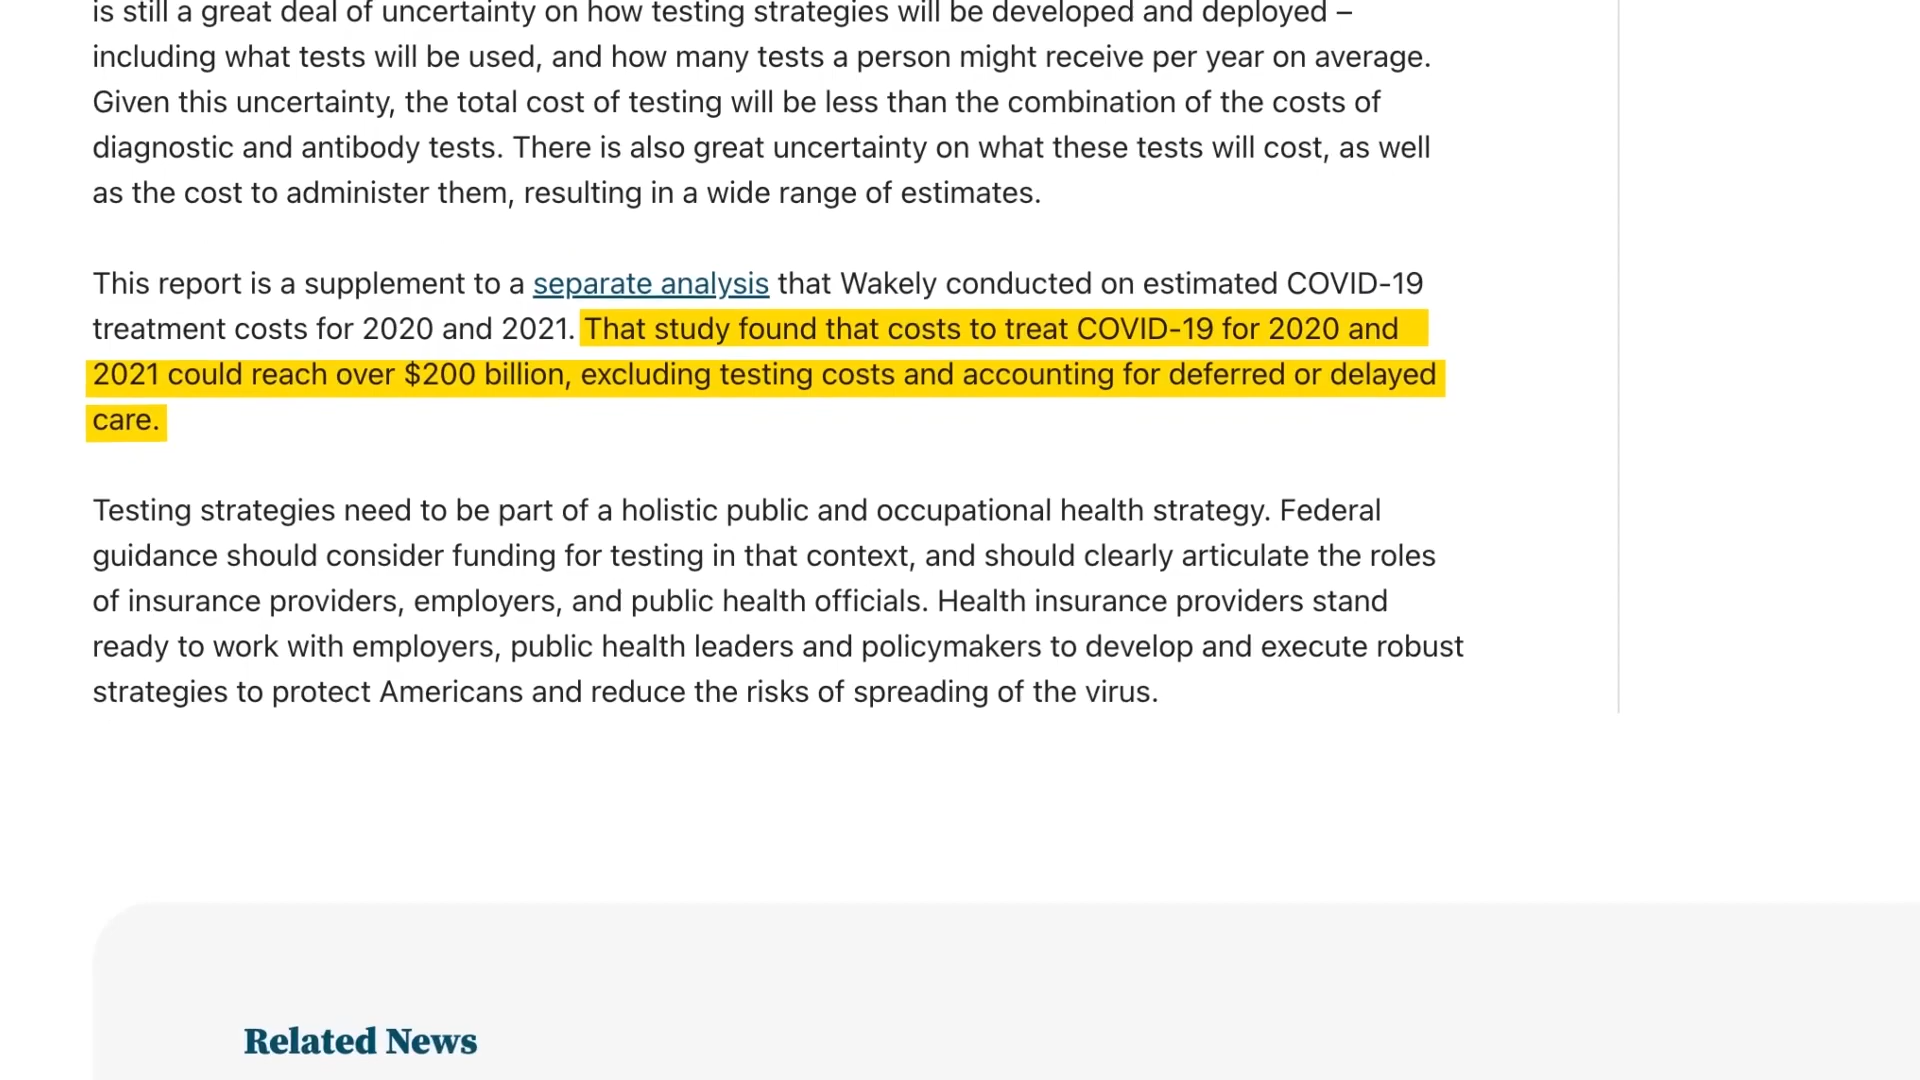 is still a great deal of uncertainty on how testing strategies will be developed and deployed –
including what tests will be used, and how many tests a person might receive per year on average.
Given this uncertainty, the total cost of testing will be less than the combination of the costs of
diagnostic and antibody tests. There is also great uncertainty on what these tests will cost, as well
as the cost to administer them, resulting in a wide range of estimates.
This report is a supplement to a separate analysis that Wakely conducted on estimated COVID-19
treatment costs for 2020 and 2021. That study found that costs to treat COVID-19 for 2020 and
2021 could reach over $200 billion, excluding testing costs and accounting for deferred or delayed
care.
Testing strategies need to be part of a holistic public and occupational health strategy. Federal
guidance should consider funding for testing in that context, and should clearly articulate the roles
of insurance providers, employers, and public health officials. Health insurance providers stand
ready to work with employers, public health leaders and policymakers to develop and execute robust
strategies to protect Americans and reduce the risks of spreading of the virus.
Related News